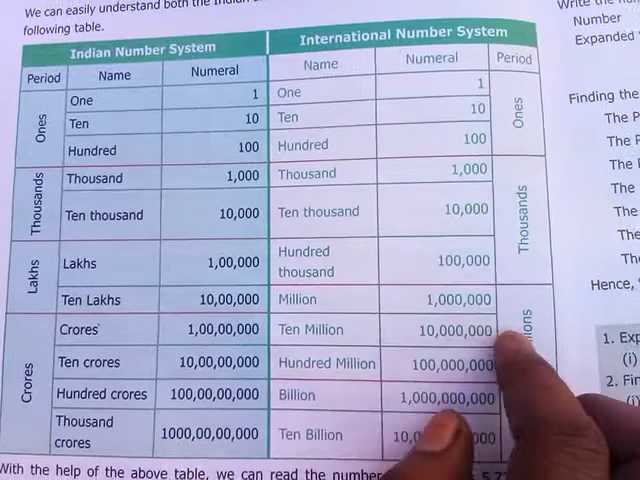 We can easily understand both the
following table.
Indian Number System International Number System
Period Name Numeral Name Numeral Period
Ones One 1 One 1 Ones
Ten 10 Ten 10
Hundred 100 Hundred 100
Thousands Thousand 1,000 Thousand 1,000 Thousands
Ten thousand 10,000 Ten thousand 10,000
Lakhs Lakhs 1,00,000 Hundred thousand 100,000
Ten Lakhs 10,00,000 Million 1,000,000
Crores Crores 1,00,00,000 Ten Million 10,000,000
Ten crores 10,00,00,000 Hundred Million 100,000,000
Hundred crores 100,00,00,000 Billion 1,000,000,000
Thousand crores 1000,00,00,000 Ten Billion
With the help of the above table, we can read the number
Write the
Number
Expanded
Finding the
The
The
The
The
The
The
Hence,
1.
(i)
2.
(i)